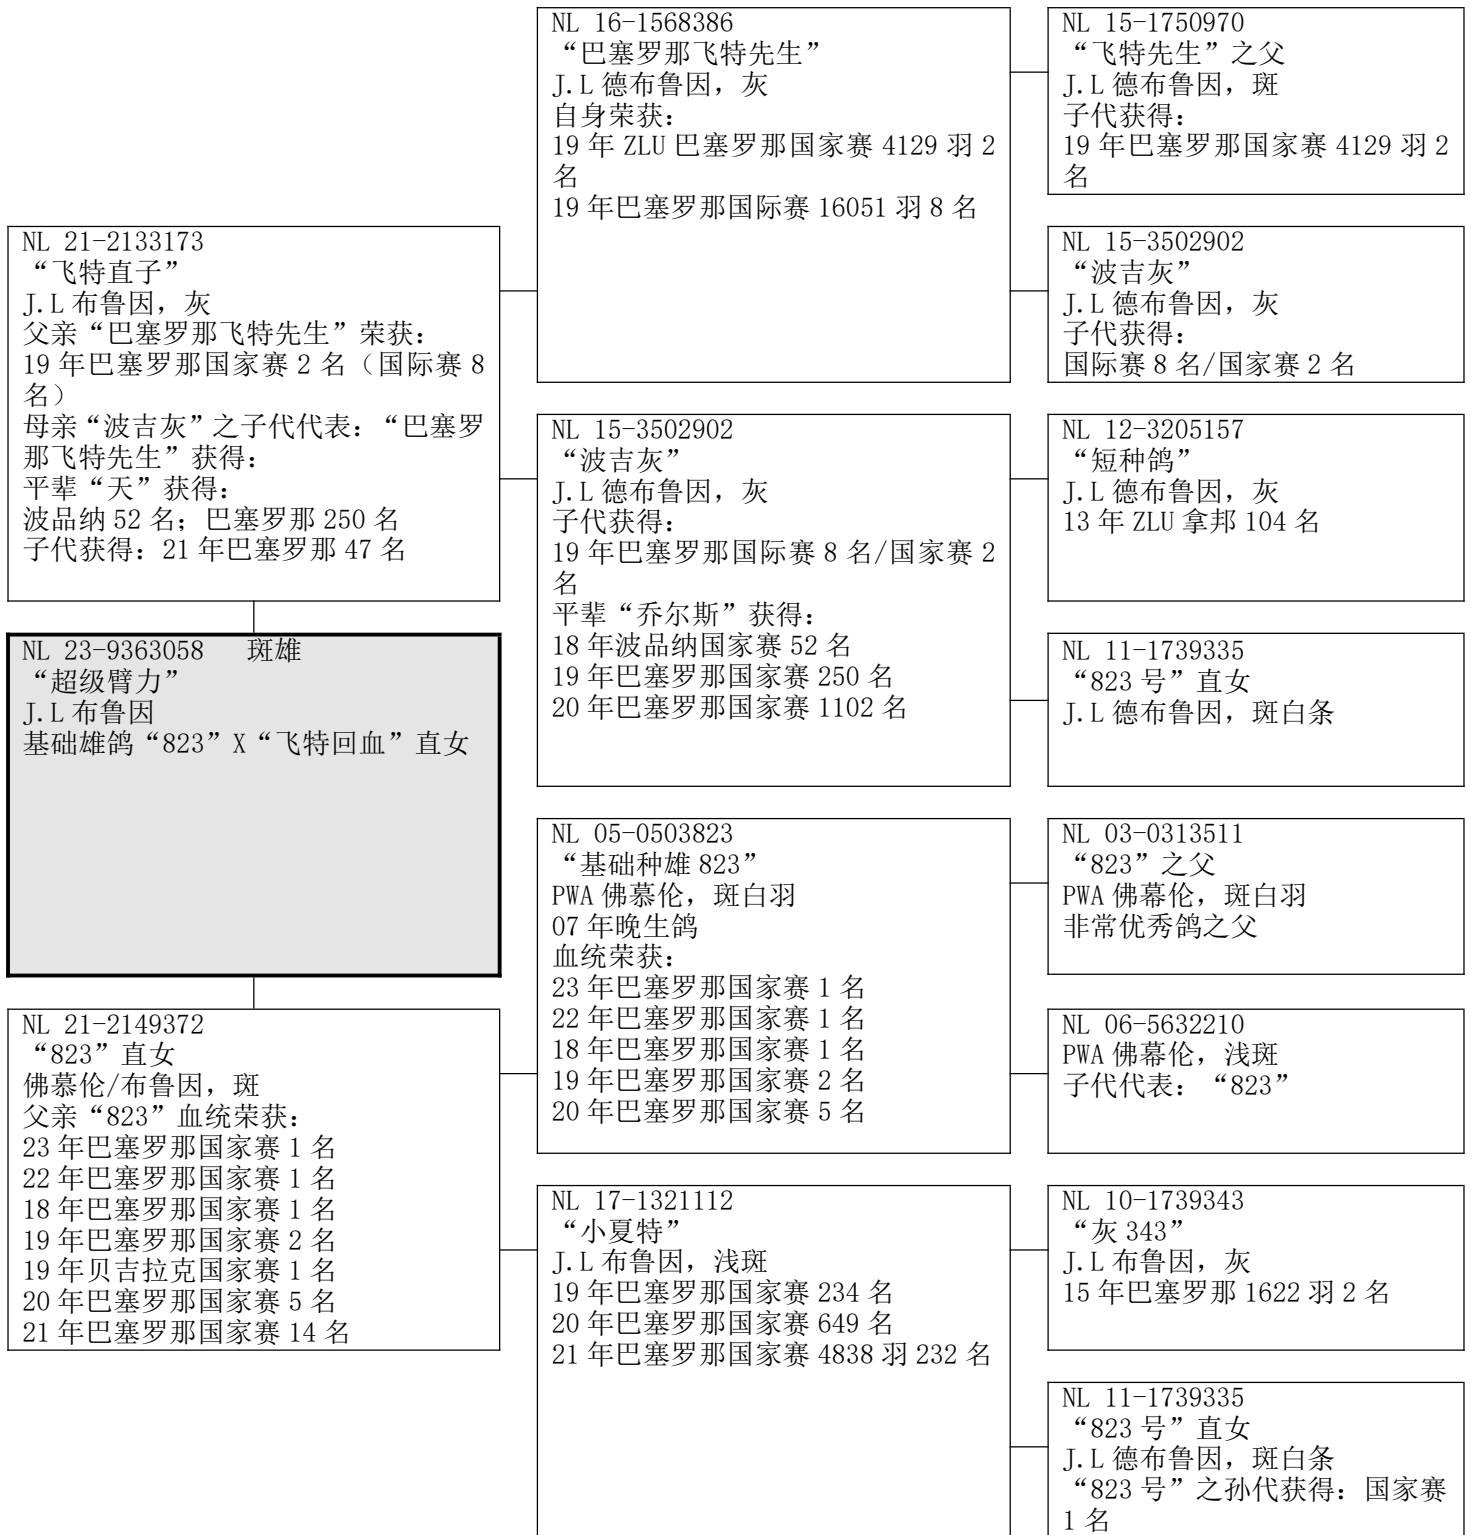 NL 21-2133173
“飞特直子”
J.L 布鲁因，灰
父亲“巴塞罗那飞特先生”荣获：
19 年巴塞罗那国家赛 2 名（国际赛 8
名）
母亲“波吉灰”之子代代表：“巴塞罗
那飞特先生”获得：
平辈“天”获得：
波品纳 52 名；巴塞罗那 250 名
子代获得：21 年巴塞罗那 47 名
NL 23-9363058 斑雄
“超级臂力”
J.L 布鲁因
基础雄鸽“823”X“飞特回血”直女
NL 21-2149372
“823”直女
佛慕伦/布鲁因，斑
父亲“823”血统荣获：
23 年巴塞罗那国家赛 1 名
22 年巴塞罗那国家赛 1 名
18 年巴塞罗那国家赛 1 名
19 年巴塞罗那国家赛 2 名
19 年贝吉拉克国家赛 1 名
20 年巴塞罗那国家赛 5 名
21 年巴塞罗那国家赛 14 名
NL 16-1568386
“巴塞罗那飞特先生”
J.L 德布鲁因，灰
自身荣获：
19 年 ZLU 巴塞罗那国家赛 4129 羽 2
名
19 年巴塞罗那国际赛 16051 羽 8 名
NL 15-3502902
“波吉灰”
J.L 德布鲁因，灰
子代获得：
19 年巴塞罗那国际赛 8 名/国家赛 2
名
平辈“乔尔斯”获得：
18 年波品纳国家赛 52 名
19 年巴塞罗那国家赛 250 名
20 年巴塞罗那国家赛 1102 名
NL 05-0503823
“基础种雄 823”
PWA 佛慕伦，斑白羽
07 年晚生鸽
血统荣获：
23 年巴塞罗那国家赛 1 名
22 年巴塞罗那国家赛 1 名
18 年巴塞罗那国家赛 1 名
19 年巴塞罗那国家赛 2 名
20 年巴塞罗那国家赛 5 名
NL 17-1321112
“小夏特”
J.L 布鲁因，浅斑
19 年巴塞罗那国家赛 234 名
20 年巴塞罗那国家赛 649 名
21 年巴塞罗那国家赛 4838 羽 232 名
NL 15-1750970
“飞特先生”之父
J.L 德布鲁因，斑
子代获得：
19 年巴塞罗那国家赛 4129 羽 2
名
NL 15-3502902
“波吉灰”
J.L 德布鲁因，灰
子代获得：
国际赛 8 名/国家赛 2 名
NL 12-3205157
“短种鸽”
J.L 德布鲁因，灰
13 年 ZLU 拿邦 104 名
NL 11-1739335
“823 号”直女
J.L 德布鲁因，斑白条
NL 03-0313511
“823”之父
PWA 佛幕伦，斑白羽
非常优秀鸽之父
NL 06-5632210
PWA 佛幕伦，浅斑
子代代表：“823”
NL 10-1739343
“灰 343”
J.L 布鲁因，灰
15 年巴塞罗那 1622 羽 2 名
NL 11-1739335
“823 号”直女
J.L 德布鲁因，斑白条
“823 号”之孙代获得：国家赛
1 名